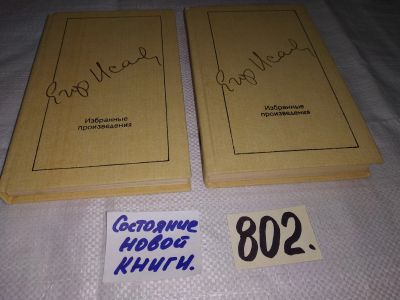 Егор Исаев
Избранные
произведения
Егор Исаев
Избранные
произведения
Состояние
новой
книги.
802.